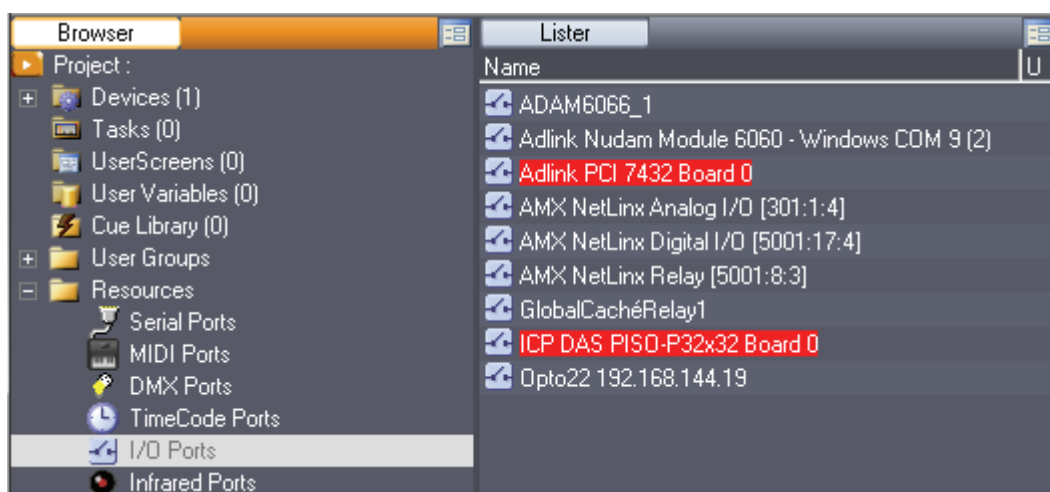 Browser
Project :
Devices (1)
Tasks (0)
UserScreens (0)
User Variables (0)
Cue Library (0)
User Groups
Resources
Serial Ports
MIDI Ports
DMX Ports
TimeCode Ports
I/O Ports
Infrared Ports
Lister
Name U
ADAM6066_1
Adlink Nudam Module 6060 - Windows COM 9 (2)
Adlink PCI 7432 Board 0
AMX NetLinx Analog I/O [301:1:4]
AMX NetLinx Digital I/O [5001:17:4]
AMX NetLinx Relay [5001:8:3]
GlobalCachéRelay1
ICP DAS PISO-P32x32 Board 0
Opto22 192.168.144.19